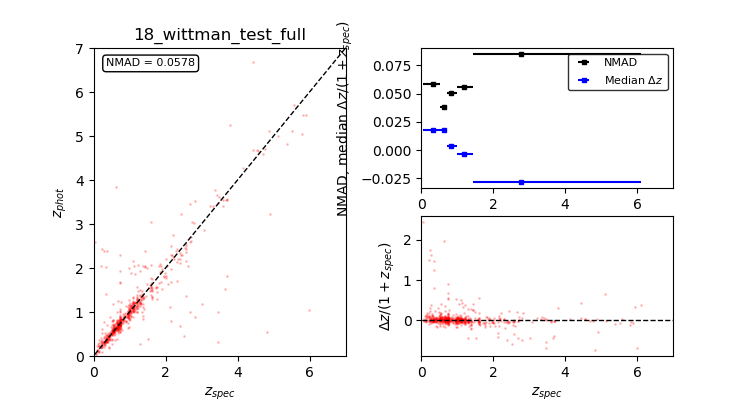 18_wittman_test_full
NMAD = 0.0578
7
6
5
4
3
2
1
0
z_phot
0 2 4 6
z_spec
NMAD, median Δz/(1 + z_spec)
0.075
0.050
0.025
0.000
−0.025
NMAD
Median Δz
0 2 4 6
Δz/(1 + z_spec)
2
1
0
0 2 4 6
z_spec